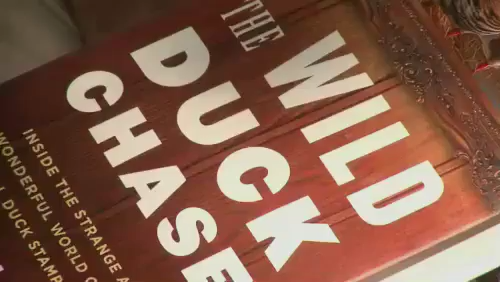 THE
WILD
DUCK
CHASE
INSIDE THE STRANGE A
WONDERFUL WORLD O
L DUCK STAMP